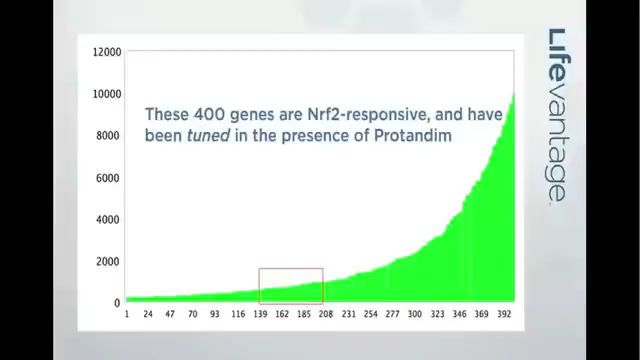 These 400 genes are Nrf2-responsive, and have
been tuned in the presence of Protandim
12000
10000
8000
6000
4000
2000
0
1 24 47 70 93 116 139 162 185 208 231 254 277 300 323 346 369 392
Lifevantage